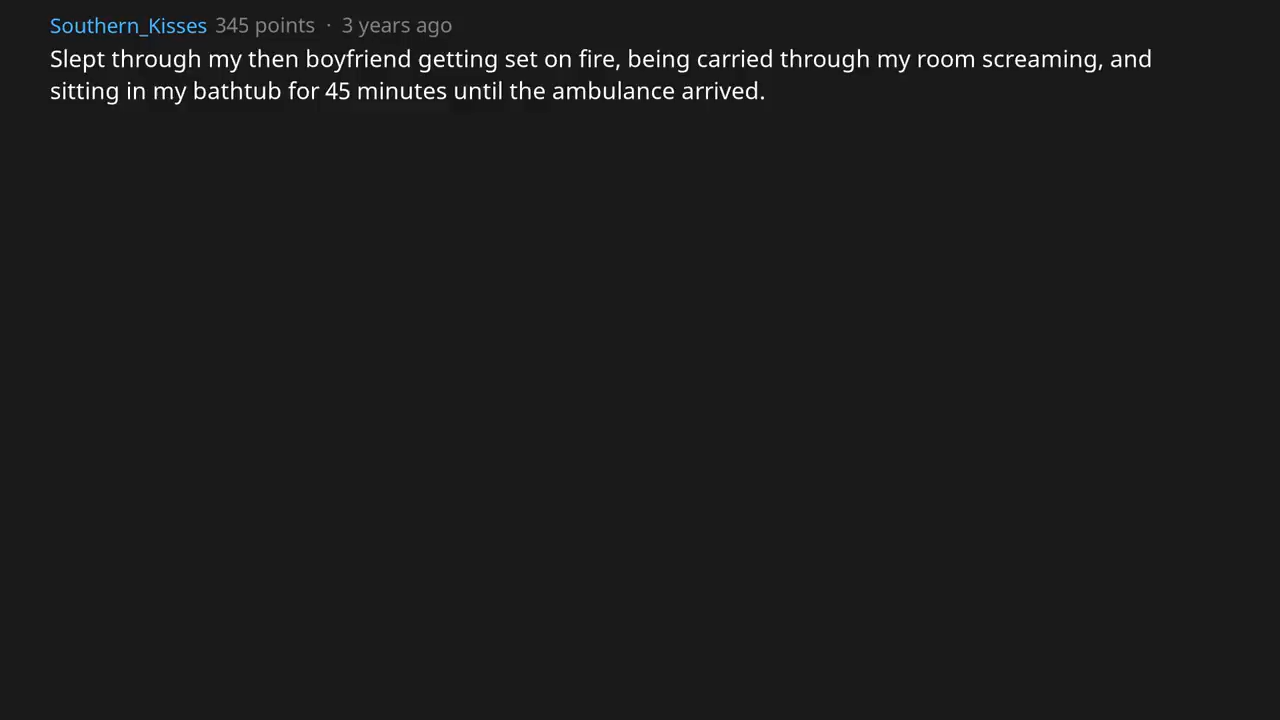 Southern_Kisses 345 points · 3 years ago
Slept through my then boyfriend getting set on fire, being carried through my room screaming, and
sitting in my bathtub for 45 minutes until the ambulance arrived.